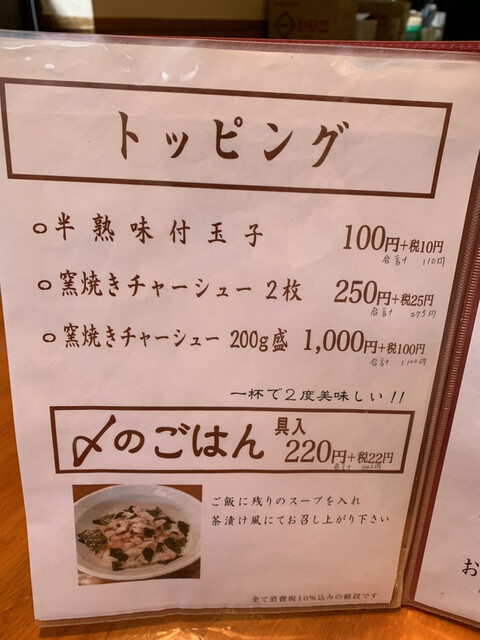 トッピング
○半熟味付玉子 100円+税10円
合計 110円
○窯焼きチャーシュー 2枚 250円+税25円
合計 275円
○窯焼きチャーシュー 200g盛 1,000円+税100円
合計 1,100円
一杯で2度美味しい!!
〆のごはん 具入 220円+税22円
合計
ご飯に残りのスープを入れ
茶漬け風にてお召し上がり下さい
全て消費税10%込みの値段です
お